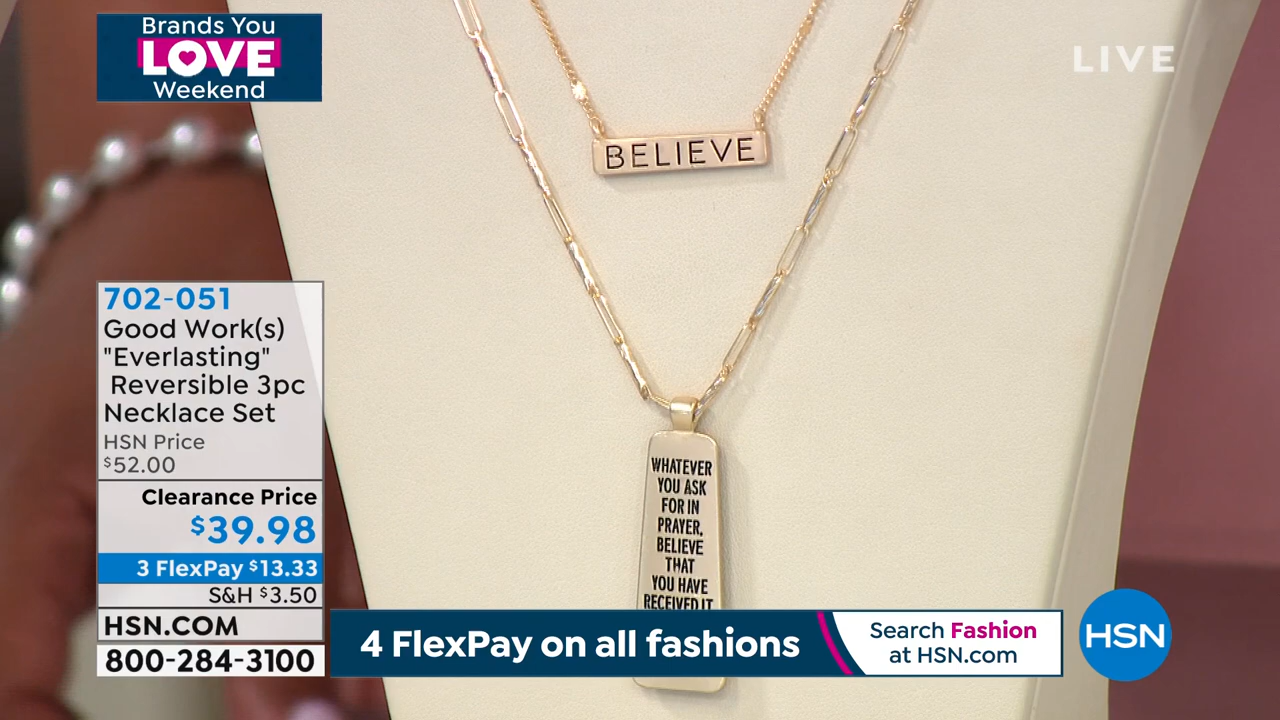 Brands You
LOVE
Weekend
LIVE
BELIEVE
702-051
Good Work(s)
"Everlasting"
Reversible 3pc
Necklace Set
HSN Price
$52.00
Clearance Price
$39.98
3 FlexPay $13.33
S&H $3.50
HSN.COM
800-284-3100
WHATEVER
YOU ASK
FOR IN
PRAYER,
BELIEVE
THAT
YOU HAVE
RECEIVED IT
4 FlexPay on all fashions
Search Fashion
at HSN.com
HSN